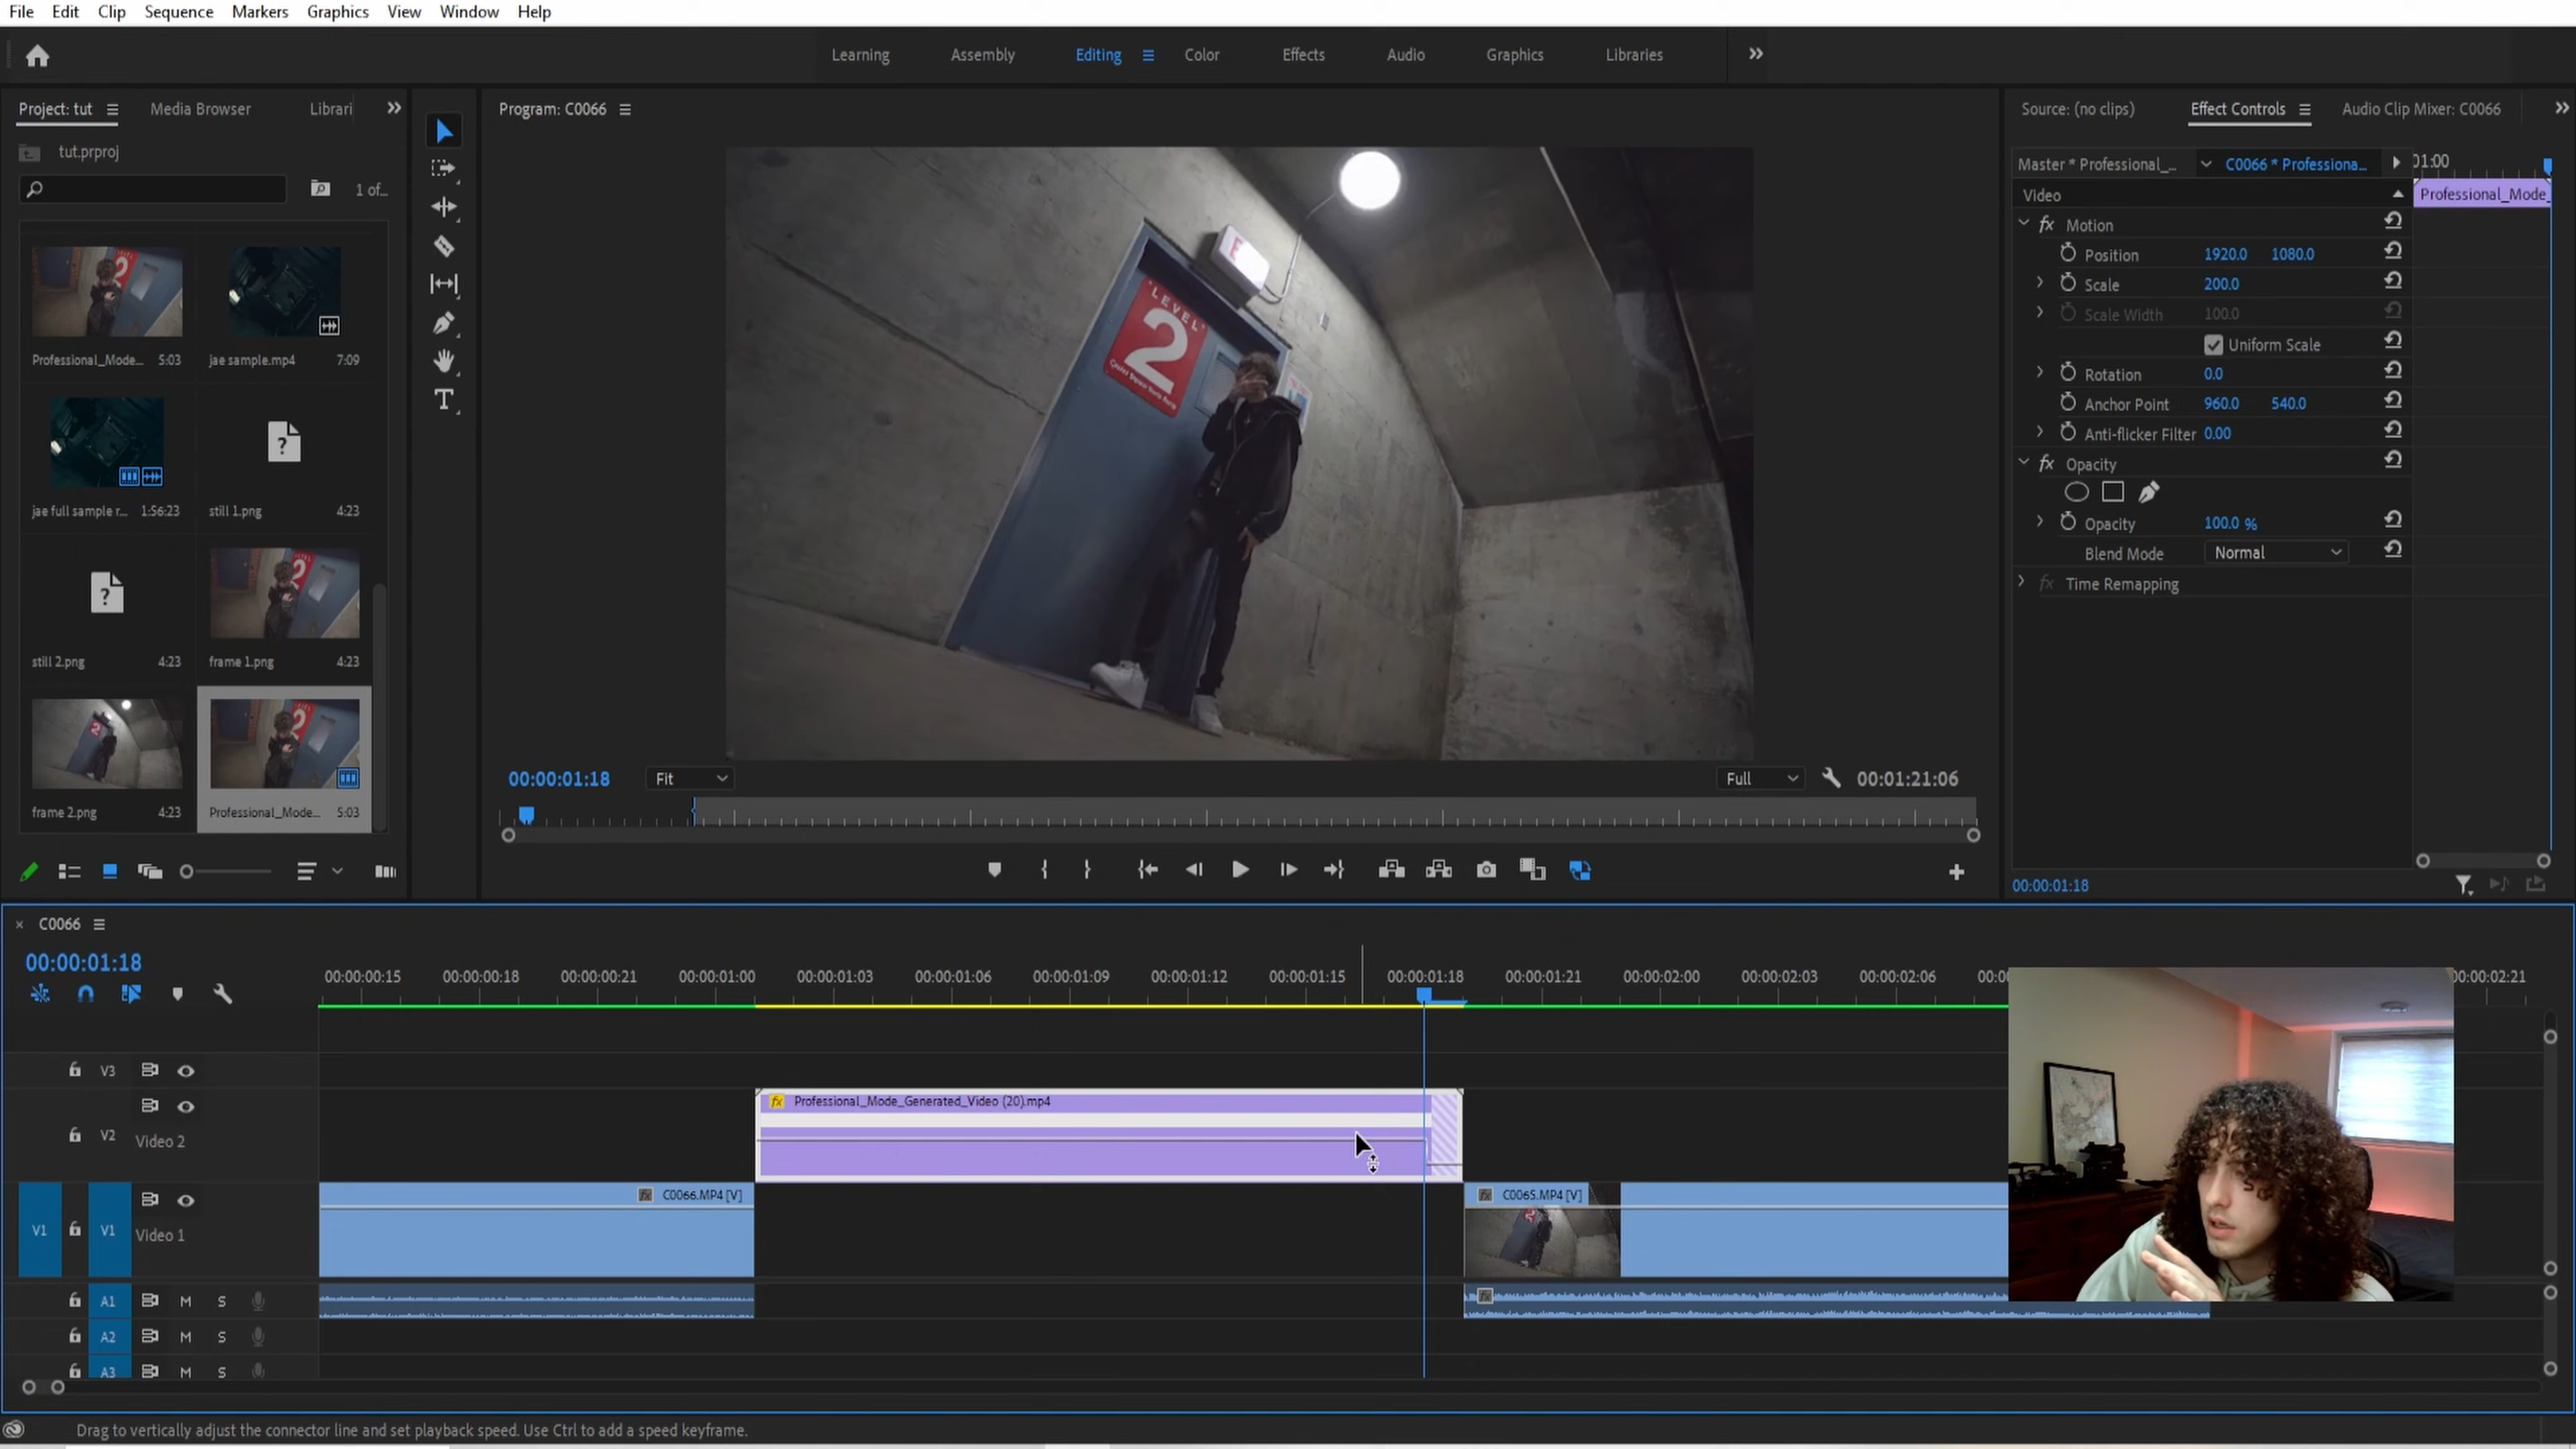 File Edit Clip Sequence Markers Graphics View Window Help
Learning Assembly Editing Color Effects Audio Graphics Libraries
Project: tut Media Browser Librari
tut.prproj
1 of...
Professional_Mode... 5:03
jae sample.mp4 7:09
jae full sample r... 1:56:23
still 1.png 4:23
still 2.png 4:23
frame 1.png 4:23
frame 2.png 4:23
Professional_Mode... 5:03
Program: C0066
LEVEL
2
00:00:01:18 Fit Full 00:01:21:06
Source: (no clips) Effect Controls Audio Clip Mixer: C0066
Master * Professional_... C0066 * Professiona... 01:00
Video Professional_Mode_
fx Motion
Position 1920.0 1080.0
Scale 200.0
Scale Width 100.0
Uniform Scale
Rotation 0.0
Anchor Point 960.0 540.0
Anti-flicker Filter 0.00
fx Opacity
Opacity 100.0 %
Blend Mode Normal
fx Time Remapping
00:00:01:18
C0066
00:00:01:18
00:00:00:15 00:00:00:18 00:00:00:21 00:00:01:00 00:00:01:03 00:00:01:06 00:00:01:09 00:00:01:12 00:00:01:15 00:00:01:18 00:00:01:21 00:00:02:00 00:00:02:03 00:00:02:06 00:00 00:00:02:21
V3
fx Professional_Mode_Generated_Video (20).mp4
V2 Video 2
fx C0066.MP4 [V] fx C0065.MP4 [V]
V1 V1 Video 1
A1 M S fx
A2 M S
A3 M S
Drag to vertically adjust the connector line and set playback speed. Use Ctrl to add a speed keyframe.